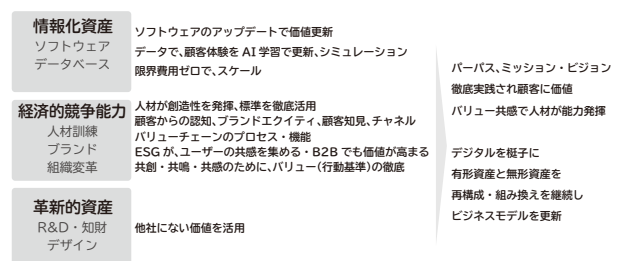 情報化資産
ソフトウェア
データベース
ソフトウェアのアップデートで価値更新
データで、顧客体験を AI 学習で更新、シミュレーション
限界費用ゼロで、スケール
経済的競争能力
人材訓練
ブランド
組織変革
人材が創造性を発揮、標準を徹底活用
顧客からの認知、ブランドエクイティ、顧客知見、チャネル
バリューチェーンのプロセス・機能
ESG が、ユーザーの共感を集める・B2B でも価値が高まる
共創・共鳴・共感のために、バリュー(行動基準)の徹底
革新的資産
R&D・知財
デザイン
他社にない価値を活用
パーパス、ミッション・ビジョン
徹底実践され顧客に価値
バリュー共感で人材が能力発揮
デジタルを梃子に
有形資産と無形資産を
再構成・組み換えを継続し
ビジネスモデルを更新